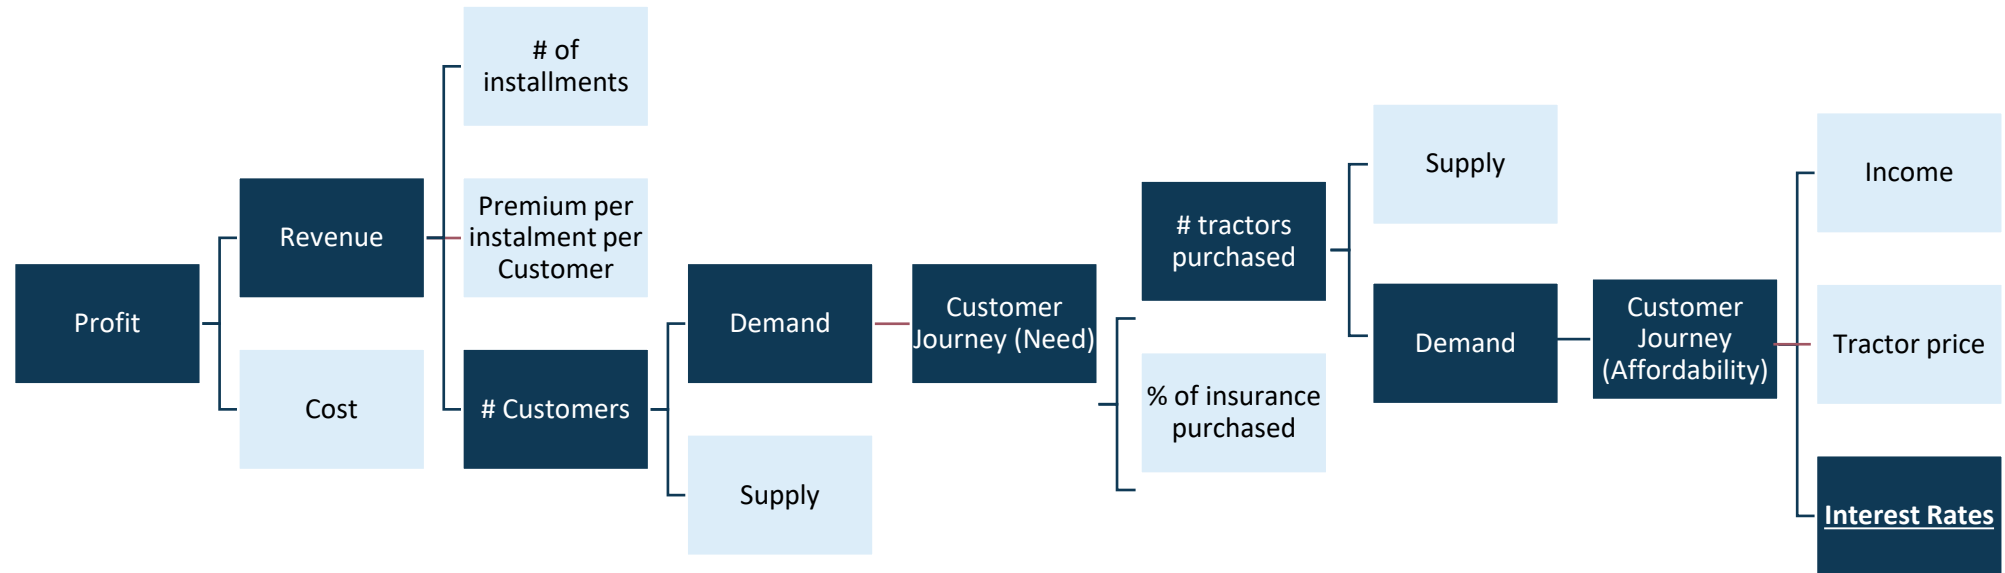 Profit
Revenue
Cost
# of
installments
Premium per
instalment per
Customer
# Customers
Demand
Supply
Customer
Journey (Need)
# tractors
purchased
% of insurance
purchased
Supply
Demand
Customer
Journey
(Affordability)
Income
Tractor price
Interest Rates